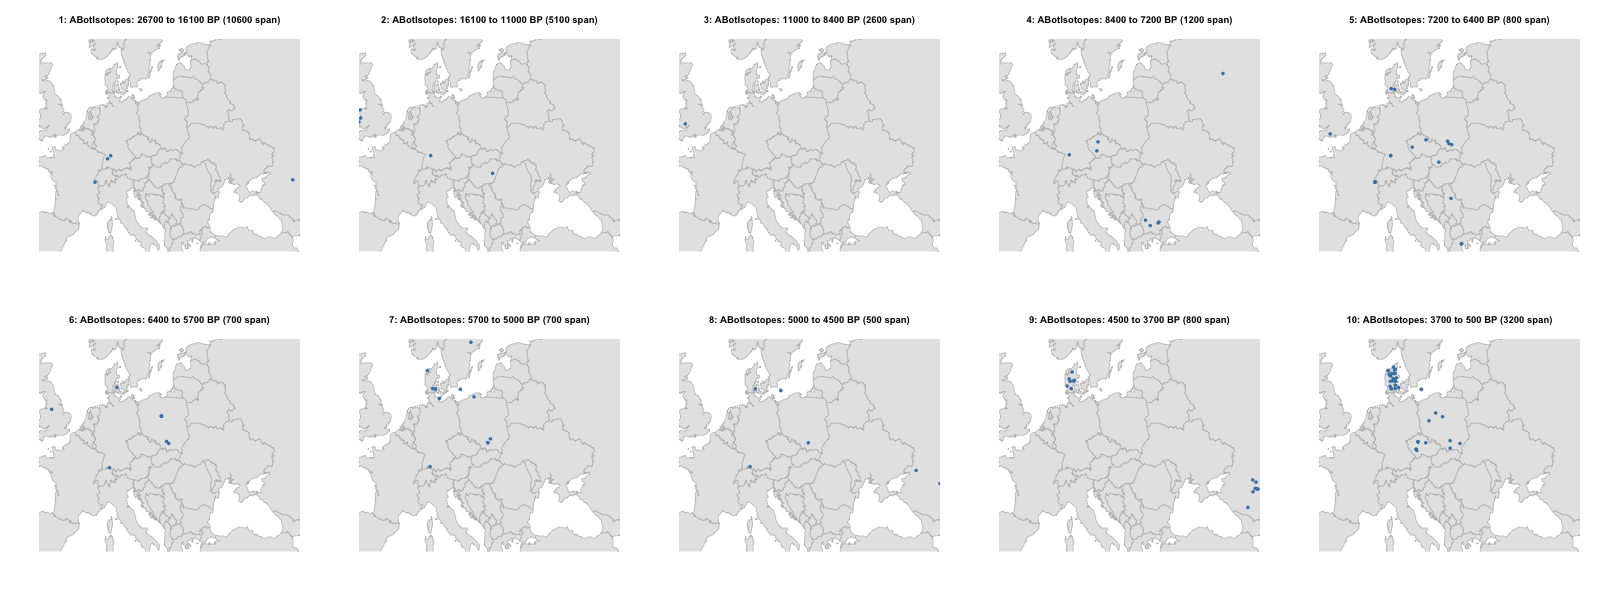 1: ABotIsotopes: 26700 to 16100 BP (10600 span)
2: ABotIsotopes: 16100 to 11000 BP (5100 span)
3: ABotIsotopes: 11000 to 8400 BP (2600 span)
4: ABotIsotopes: 8400 to 7200 BP (1200 span)
5: ABotIsotopes: 7200 to 6400 BP (800 span)
6: ABotIsotopes: 6400 to 5700 BP (700 span)
7: ABotIsotopes: 5700 to 5000 BP (700 span)
8: ABotIsotopes: 5000 to 4500 BP (500 span)
9: ABotIsotopes: 4500 to 3700 BP (800 span)
10: ABotIsotopes: 3700 to 500 BP (3200 span)